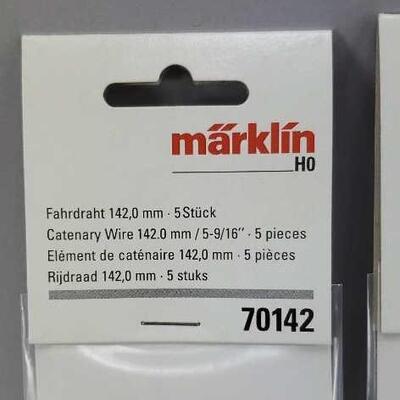 märklin
H0
Fahrdraht 142,0 mm · 5 Stück
Catenary Wire 142.0 mm / 5-9/16" · 5 pieces
Elément de caténaire 142,0 mm · 5 pièces
Rijdraad 142,0 mm · 5 stuks
70142